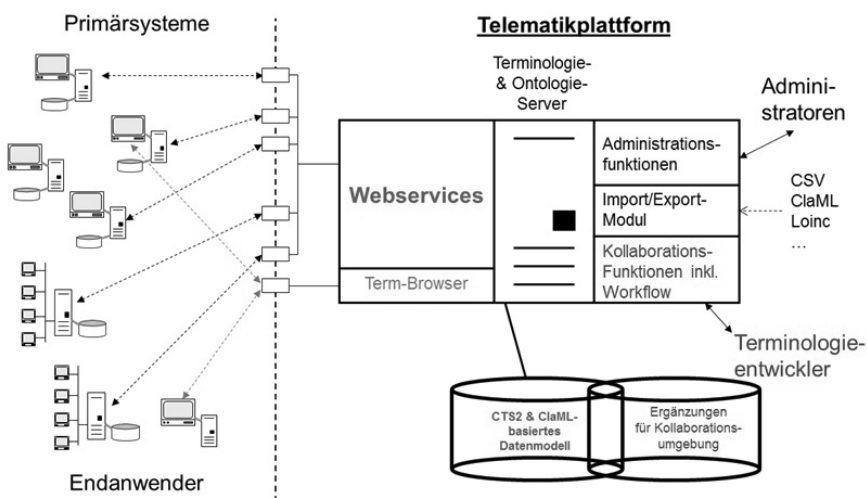 Primärsysteme
Telematikplattform
Terminologie-
& Ontologie-
Server
Admini-
stratoren
Administrations-
funktionen
Webservices
Import/Export-
Modul
CSV
ClaML
Loinc
...
Kollaborations-
Funktionen inkl.
Workflow
Term-Browser
Terminologie-
entwickler
CTS2 & ClaML-
basiertes
Datenmodell
Ergänzungen
für Kollaborations-
umgebung
Endanwender